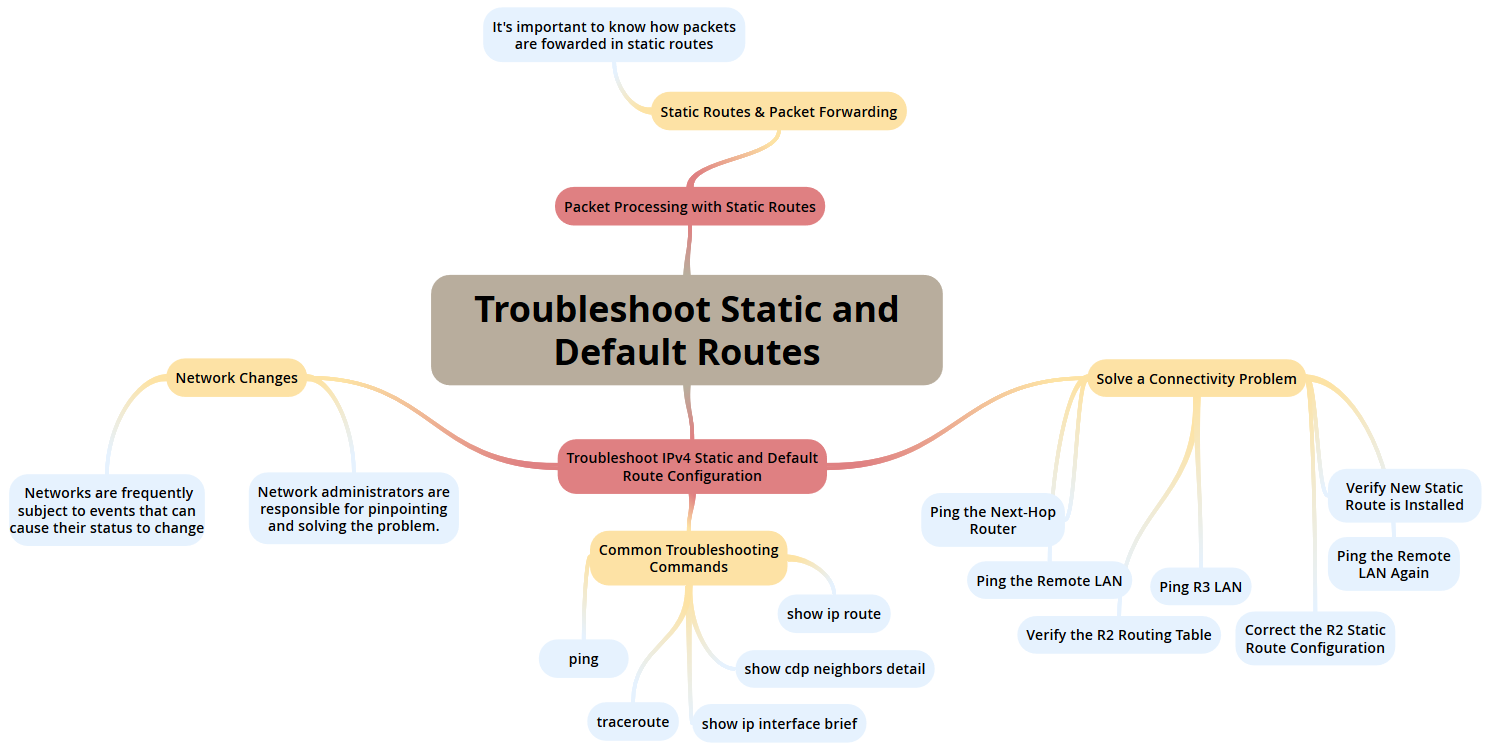 It's important to know how packets
are fowarded in static routes
Static Routes & Packet Forwarding
Packet Processing with Static Routes
Troubleshoot Static and
Default Routes
Network Changes
Networks are frequently
subject to events that can
cause their status to change
Network administrators are
responsible for pinpointing
and solving the problem.
Troubleshoot IPv4 Static and Default
Route Configuration
Common Troubleshooting
Commands
ping
traceroute
show ip interface brief
show cdp neighbors detail
show ip route
Solve a Connectivity Problem
Ping the Next-Hop
Router
Ping the Remote LAN
Verify the R2 Routing Table
Ping R3 LAN
Correct the R2 Static
Route Configuration
Verify New Static
Route is Installed
Ping the Remote
LAN Again